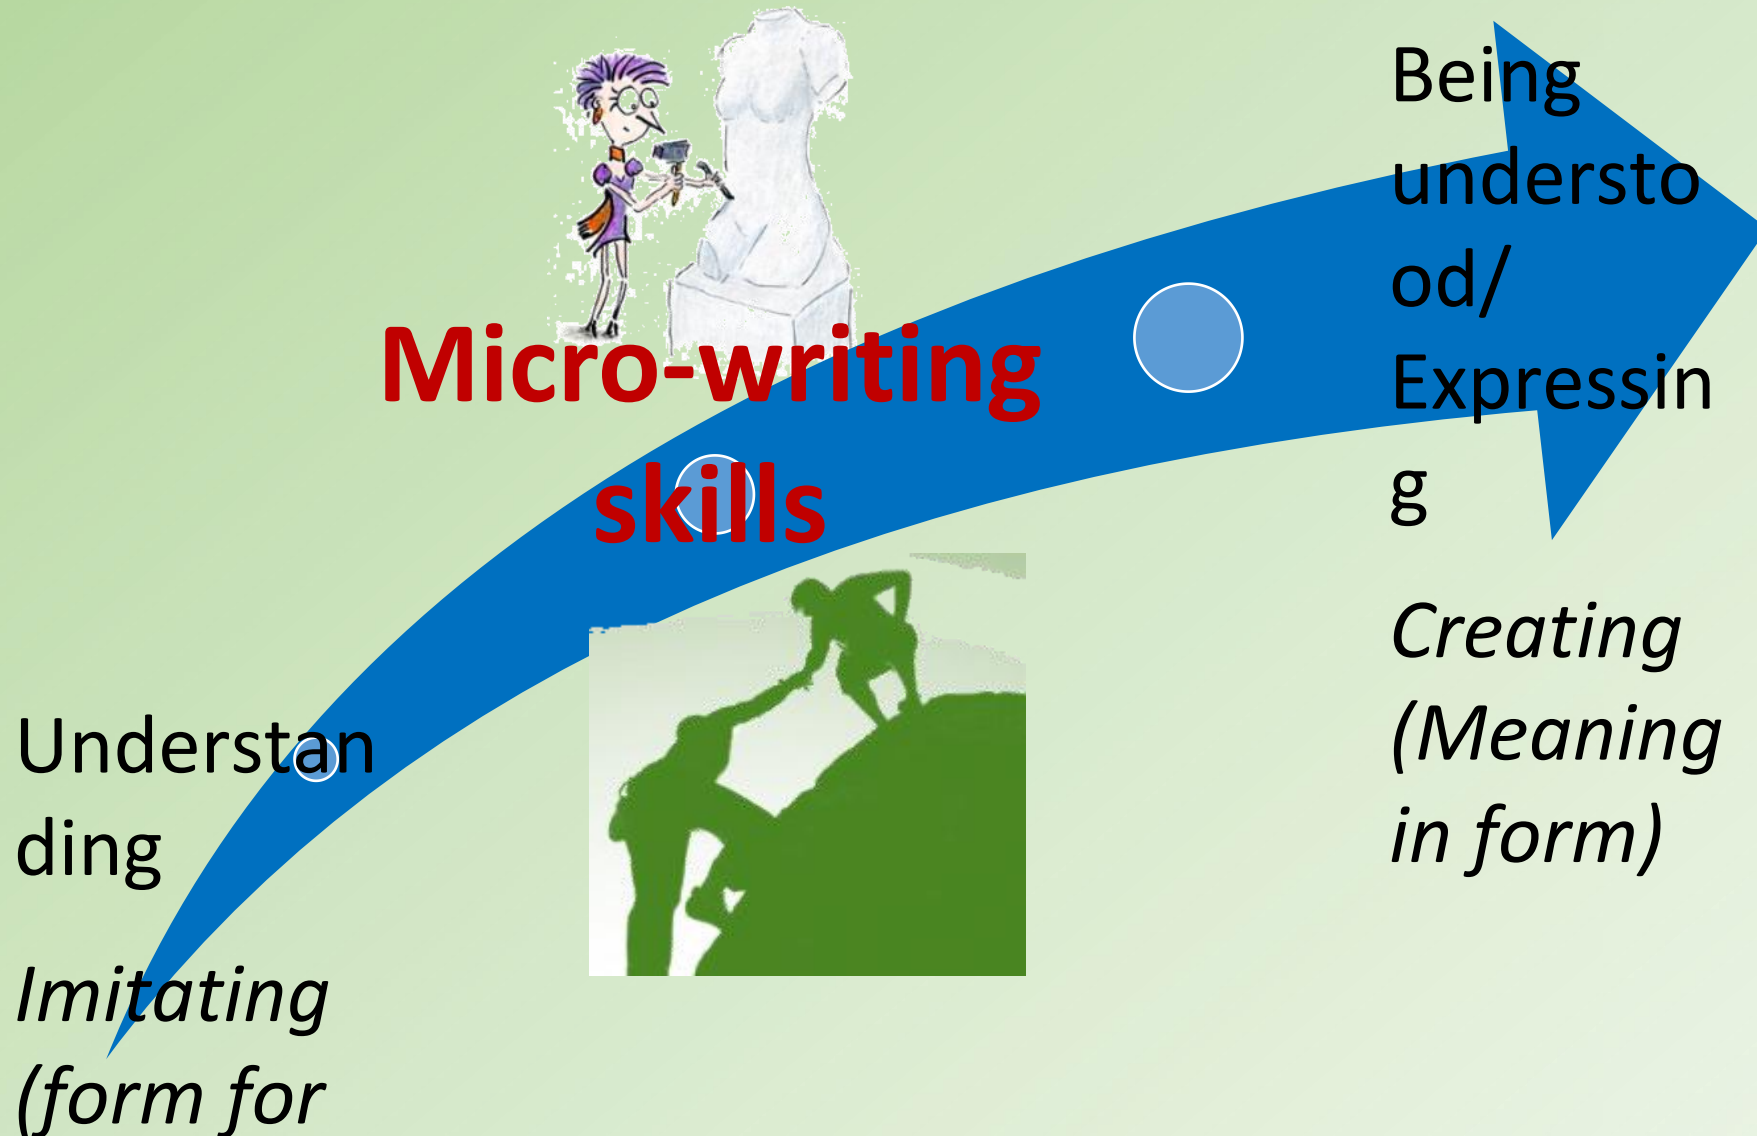 Micro-writing
skills
Understan
ding
Imitating
(form for
Being
understo
od/
Expressin
g
Creating
(Meaning
in form)